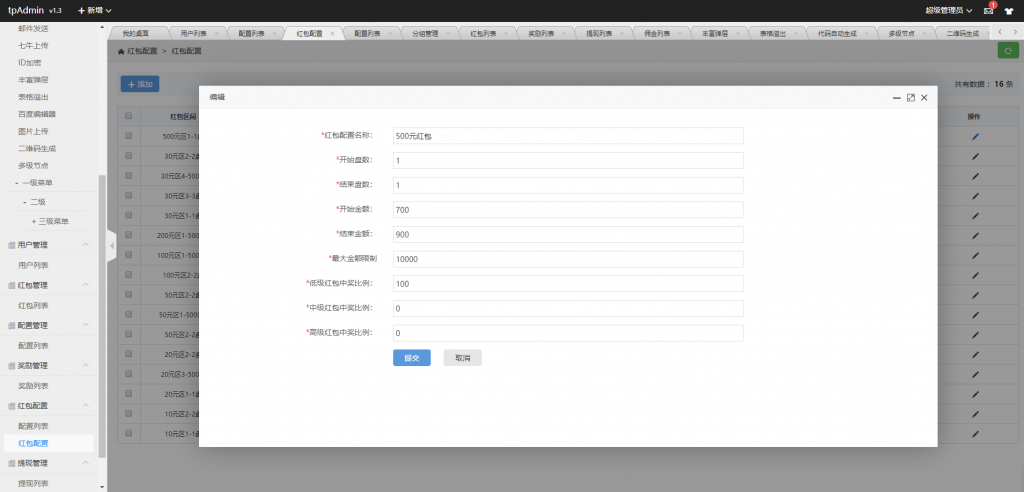 tpAdmin v1.3
+ 新增
超级管理员
1
邮件发送
七牛上传
ID加密
丰富弹层
表格溢出
百度编辑器
图片上传
二维码生成
多级节点
- 一级菜单
- 二级
+ 三级菜单
用户管理
用户列表
红包管理
红包列表
配置管理
配置列表
奖励管理
奖励列表
红包配置
配置列表
红包配置
提现管理
提现列表
我的桌面
用户列表
配置列表
红包配置
配置列表
分组管理
红包列表
奖励列表
提现列表
佣金列表
丰富弹层
表格溢出
代码自动生成
多级节点
二维码生成
红包配置 > 红包配置
+ 添加
共有数据： 16 条
红包区间
操作
500元区1-1
30元区2-2
30元区4-500
30元区3-3
30元区1-1
200元区1-500
100元区1-500
100元区2-2
50元区2-2
50元区1-5000
50元区2-2
20元区2-2
20元区3-500
20元区1-1
10元区2-2
10元区1-1
编辑
*红包配置名称： 500元红包
*开始盘数： 1
*结束盘数： 1
*开始金额： 700
*结束金额： 900
*最大金额限制 10000
*低级红包中奖比例： 100
*中级红包中奖比例： 0
*高级红包中奖比例： 0
提交
取消